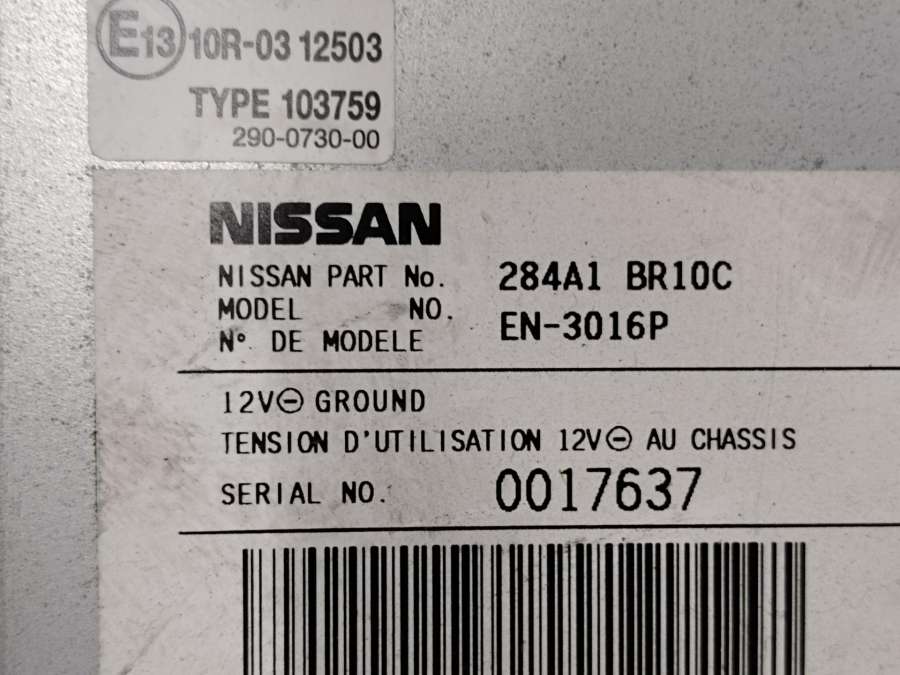 E13 10R-03 12503
TYPE 103759
290-0730-00
NISSAN
NISSAN PART No. 284A1 BR10C
MODEL NO. EN-3016P
N° DE MODELE
12V⊖ GROUND
TENSION D'UTILISATION 12V⊖ AU CHASSIS
SERIAL NO. 0017637